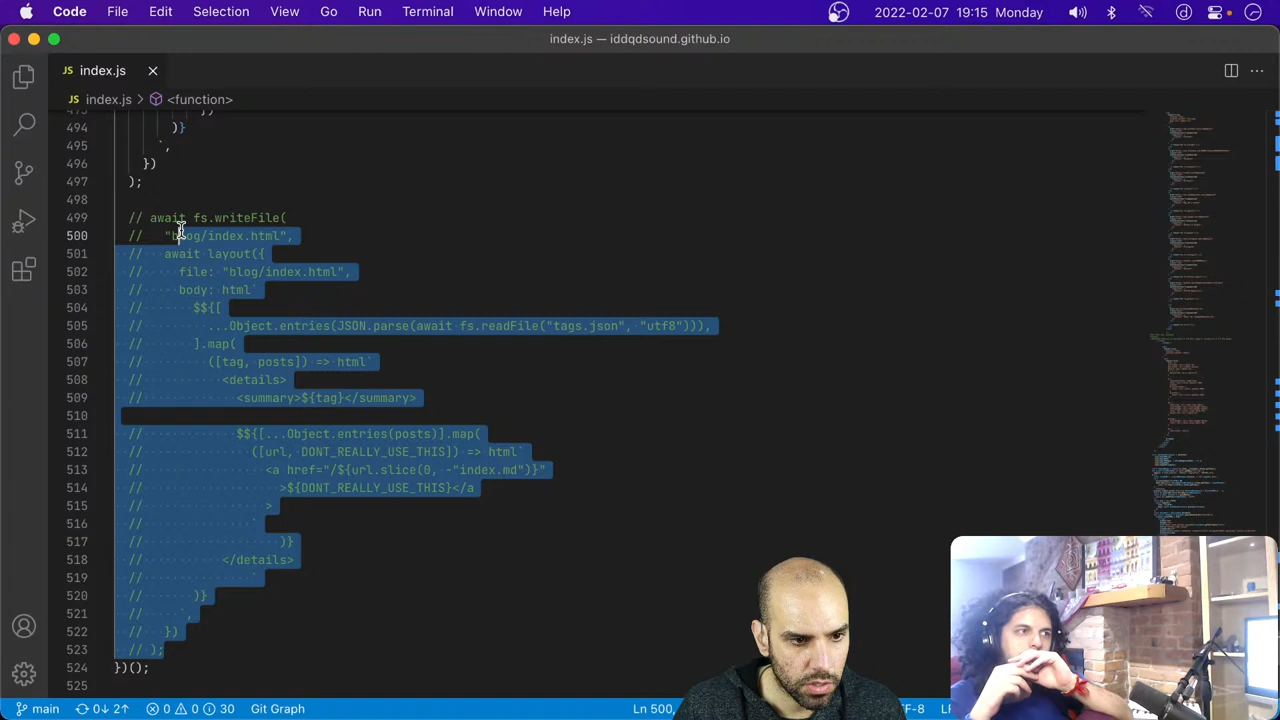 Code File Edit Selection View Go Run Terminal Window Help 2022-02-07 19:15 Monday
index.js — iddqdsound.github.io
JS index.js
JS index.js > <function>
494 )}
495 `,
496 })
497 );
498
499 // await fs.writeFile(
500 // "blog/index.html",
501 // await layout({
502 // file: "blog/index.html",
503 // body: html`
504 // $${[
505 // ...Object.entries(JSON.parse(await fs.readFile("tags.json", "utf8"))),
506 // ].map(
507 // ([tag, posts]) => html`
508 // <details>
509 // <summary>${tag}</summary>
510
511 // $${[...Object.entries(posts)].map(
512 // ([url, DONT_REALLY_USE_THIS]) => html`
513 // <a href="/${url.slice(0, -"index.md")}"
514 // >${DONT_REALLY_USE_THIS}</a
515 // >
516 // `
517 // )}
518 // </details>
519 // `
520 // )}
521 // `,
522 // })
523 // );
524 })();
525
main 0↓ 2↑ 0 0 30 Git Graph Ln 500,